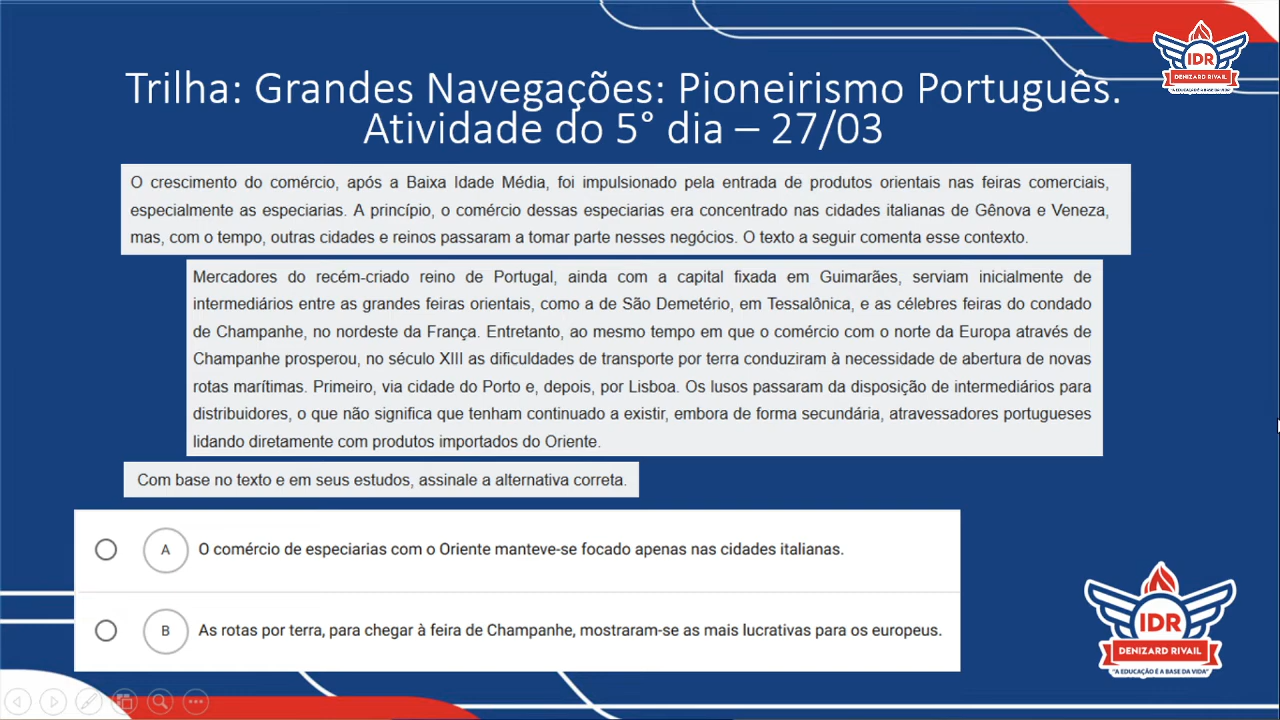 IDR
DENIZARD RIVAIL
"A EDUCAÇÃO É A BASE DA VIDA"
Trilha: Grandes Navegações: Pioneirismo Português.
Atividade do 5° dia – 27/03
O crescimento do comércio, após a Baixa Idade Média, foi impulsionado pela entrada de produtos orientais nas feiras comerciais,
especialmente as especiarias. A princípio, o comércio dessas especiarias era concentrado nas cidades italianas de Gênova e Veneza,
mas, com o tempo, outras cidades e reinos passaram a tomar parte nesses negócios. O texto a seguir comenta esse contexto.
Mercadores do recém-criado reino de Portugal, ainda com a capital fixada em Guimarães, serviam inicialmente de
intermediários entre as grandes feiras orientais, como a de São Demetério, em Tessalônica, e as célebres feiras do condado
de Champanhe, no nordeste da França. Entretanto, ao mesmo tempo em que o comércio com o norte da Europa através de
Champanhe prosperou, no século XIII as dificuldades de transporte por terra conduziram à necessidade de abertura de novas
rotas marítimas. Primeiro, via cidade do Porto e, depois, por Lisboa. Os lusos passaram da disposição de intermediários para
distribuidores, o que não significa que tenham continuado a existir, embora de forma secundária, atravessadores portugueses
lidando diretamente com produtos importados do Oriente.
Com base no texto e em seus estudos, assinale a alternativa correta.
A O comércio de especiarias com o Oriente manteve-se focado apenas nas cidades italianas.
B As rotas por terra, para chegar à feira de Champanhe, mostraram-se as mais lucrativas para os europeus.
IDR
DENIZARD RIVAIL
"A EDUCAÇÃO É A BASE DA VIDA"